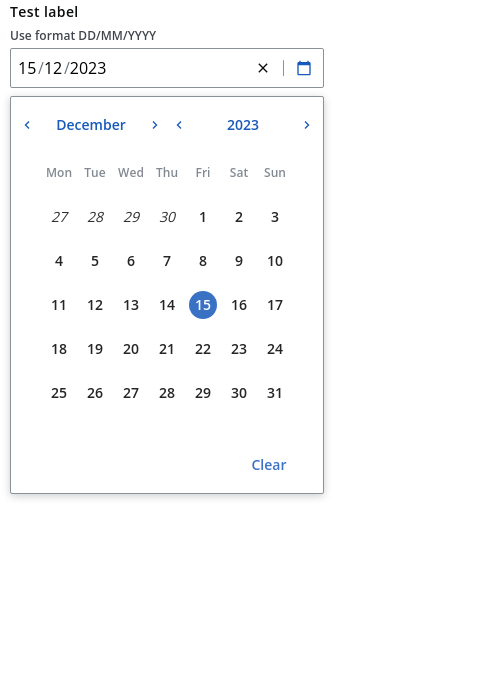 Test label
Use format DD/MM/YYYY
15/12/2023
December 2023
Mon Tue Wed Thu Fri Sat Sun
27 28 29 30 1 2 3
4 5 6 7 8 9 10
11 12 13 14 15 16 17
18 19 20 21 22 23 24
25 26 27 28 29 30 31
Clear